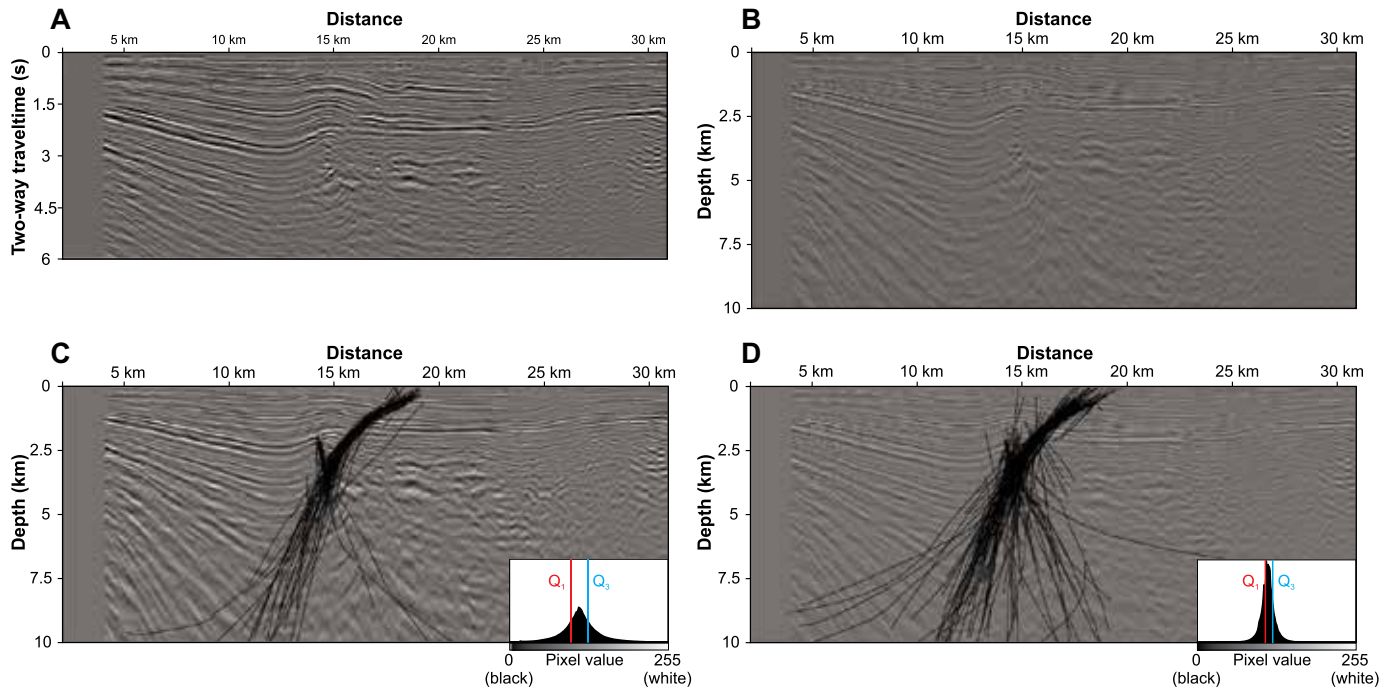 A
Distance
5 km 10 km 15 km 20 km 25 km 30 km
Two-way traveltime (s)
0
1.5
3
4.5
6
B
Distance
5 km 10 km 15 km 20 km 25 km 30 km
Depth (km)
0
2.5
5
7.5
10
C
Distance
5 km 10 km 15 km 20 km 25 km 30 km
Depth (km)
0
2.5
5
7.5
10
Q1 Q3
0 Pixel value 255
(black) (white)
D
Distance
5 km 10 km 15 km 20 km 25 km 30 km
Depth (km)
0
2.5
5
7.5
10
Q1 Q3
0 Pixel value 255
(black) (white)